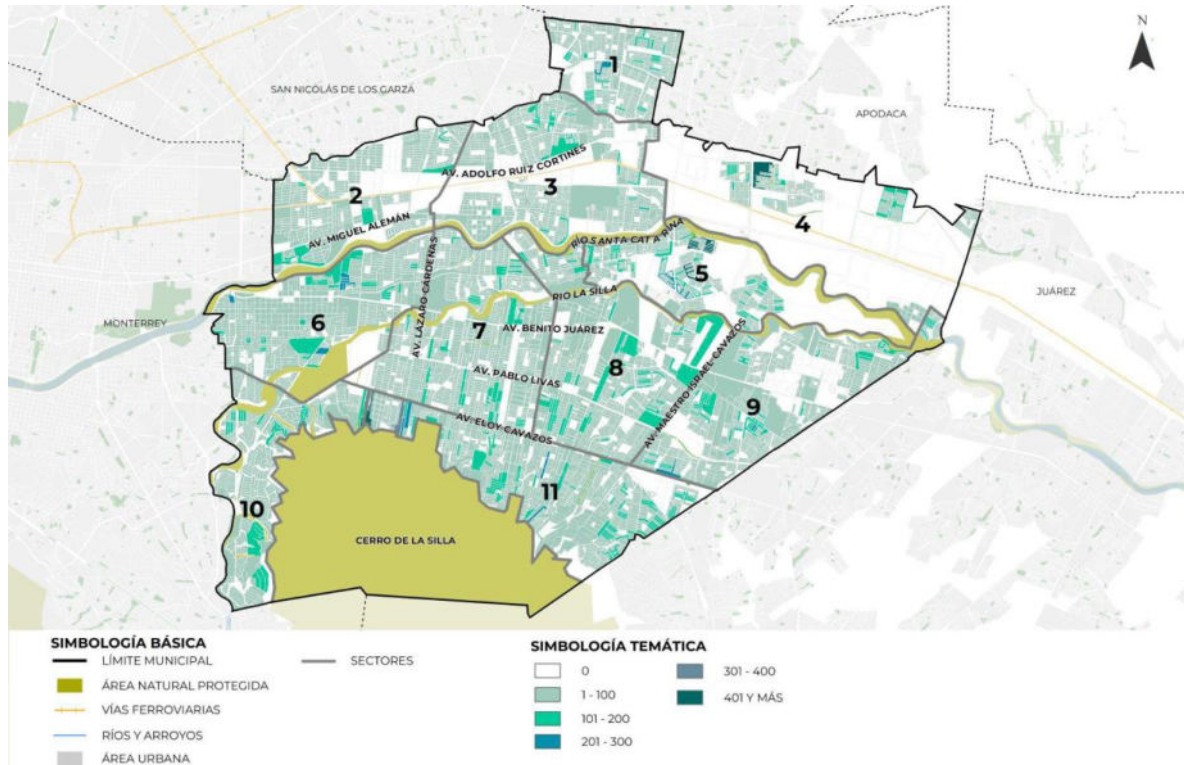 N
1
SAN NICOLÁS DE LOS GARZA
APODACA
AV. ADOLFO RUIZ CORTINES
2
3
4
AV. MIGUEL ALEMÁN
RÍO SANTA CATARINA
AV. LÁZARO CÁRDENAS
5
RIO LA SILLA
JUÁREZ
MONTERREY
6
7
AV. BENITO JUÁREZ
8
AV. PABLO LIVAS
AV. MAESTRO ISRAEL CAVAZOS
9
AV. ELOY CAVAZOS
10
11
CERRO DE LA SILLA
SIMBOLOGÍA BÁSICA
LÍMITE MUNICIPAL
SECTORES
ÁREA NATURAL PROTEGIDA
VÍAS FERROVIARIAS
RÍOS Y ARROYOS
ÁREA URBANA
SIMBOLOGÍA TEMÁTICA
0
1 - 100
101 - 200
201 - 300
301 - 400
401 Y MÁS